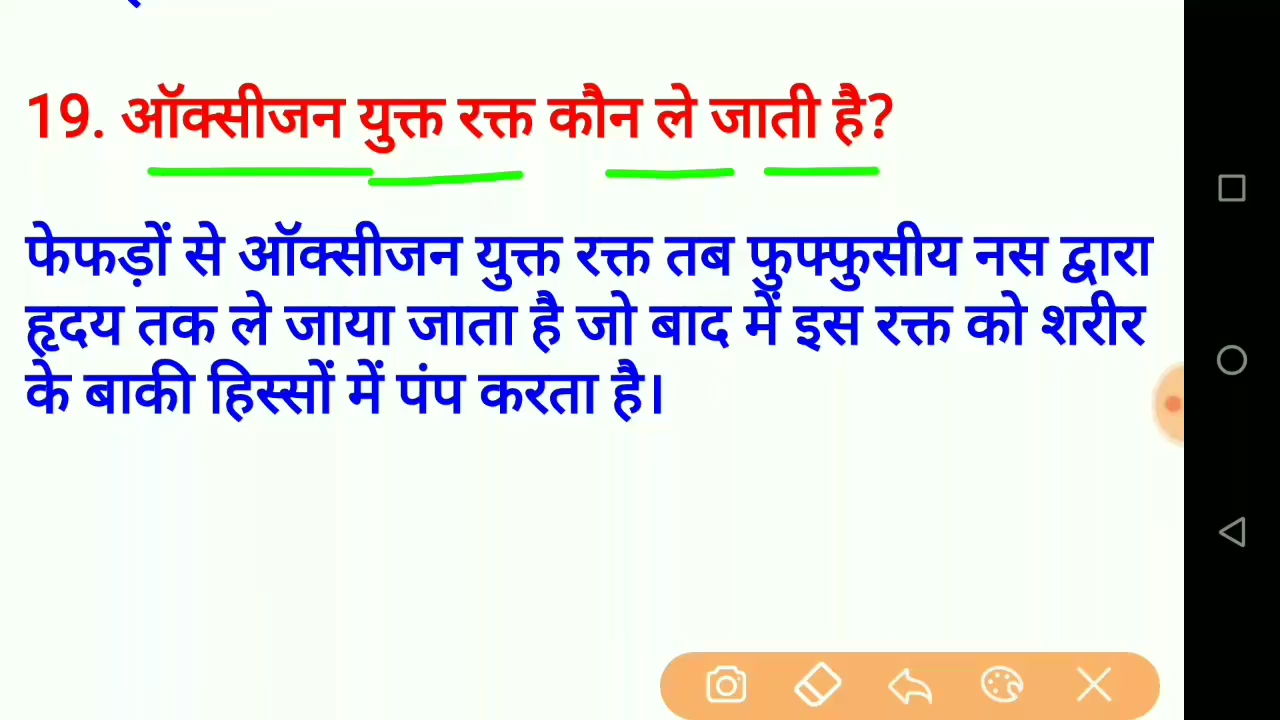 19. ऑक्सीजन युक्त रक्त कौन ले जाती है?
फेफड़ों से ऑक्सीजन युक्त रक्त तब फुफ्फुसीय नस द्वारा
हृदय तक ले जाया जाता है जो बाद में इस रक्त को शरीर
के बाकी हिस्सों में पंप करता है।